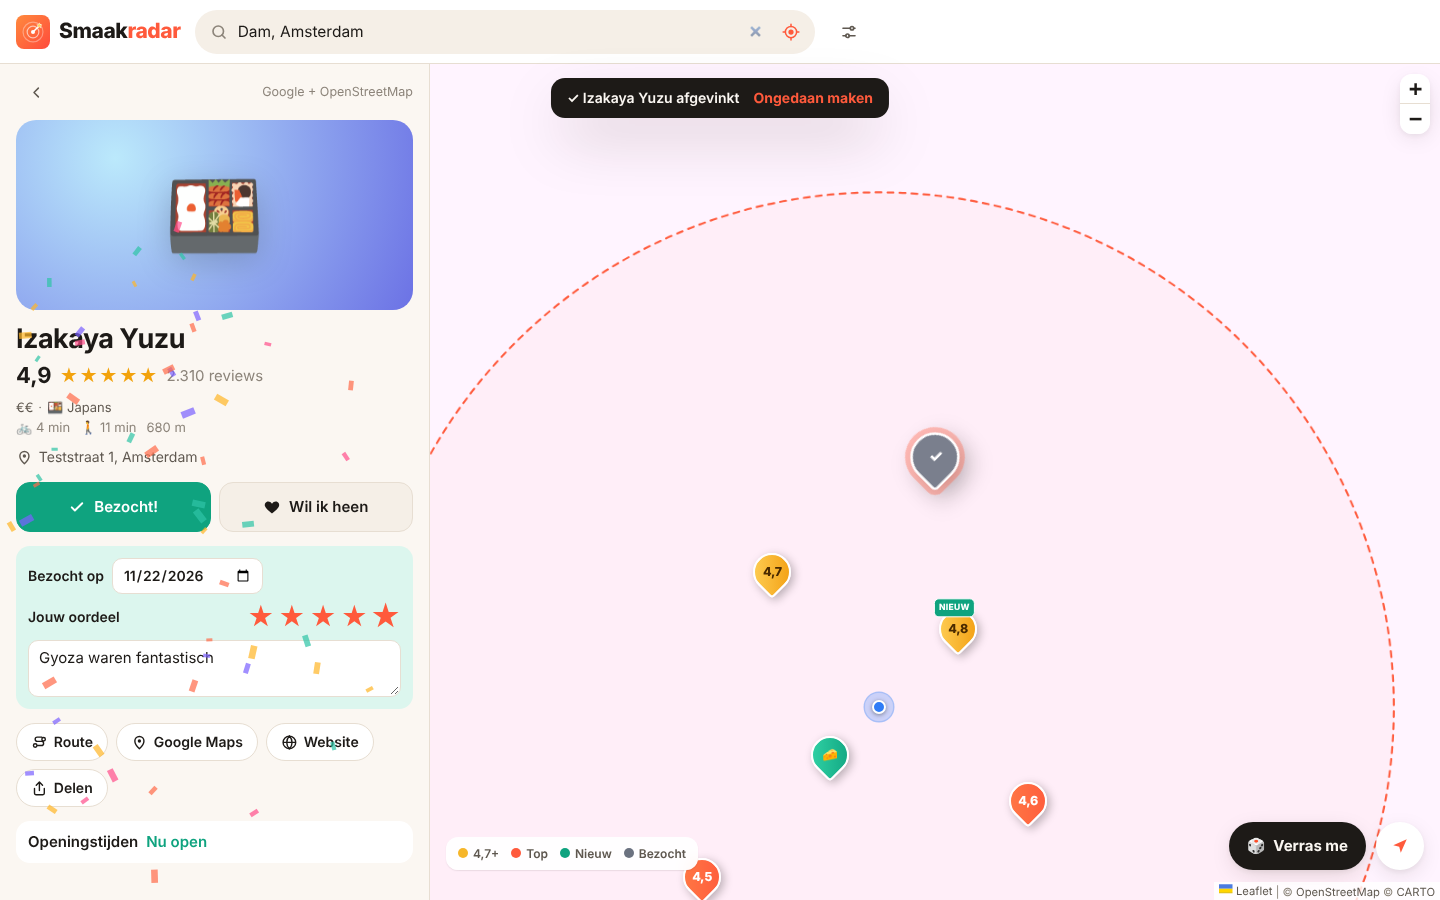 Smaakradar
Dam, Amsterdam
Google + OpenStreetMap
✓ Izakaya Yuzu afgevinkt Ongedaan maken
+
−
Izakaya Yuzu
4,9 ★★★★★ 2.310 reviews
€€ · Japans
4 min 11 min 680 m
Teststraat 1, Amsterdam
Bezocht!
Wil ik heen
Bezocht op 11/22/2026
Jouw oordeel ★★★★★
Gyoza waren fantastisch
Route
Google Maps
Website
Delen
Openingstijden Nu open
4,7
NIEUW
4,8
4,6
4,5
4,7+ Top Nieuw Bezocht
Verras me
Leaflet | © OpenStreetMap © CARTO